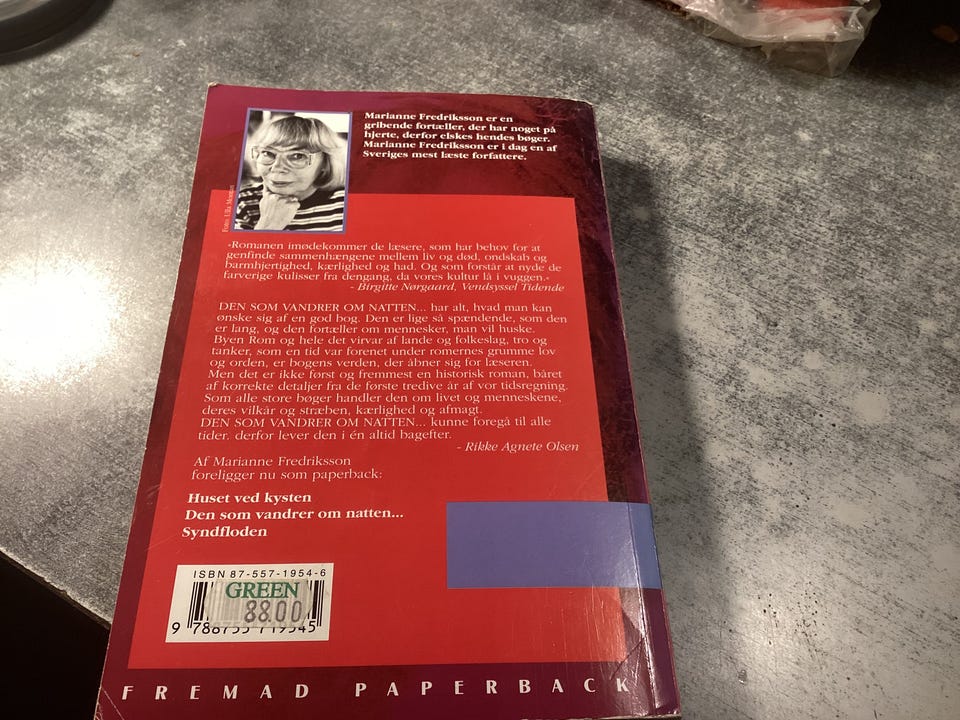 Marianne Fredriksson er en
gribende fortæller, der har noget på
hjerte, derfor elskes hendes bøger.
Marianne Fredriksson er i dag en af
Sveriges mest læste forfattere.
Foto: Ulla Montan
»Romanen imødekommer de læsere, som har behov for at
genfinde sammenhængene mellem liv og død, ondskab og
barmhjertighed, kærlighed og had. Og som forstår at nyde de
farverige kulisser fra dengang, da vores kultur lå i vuggen.«
- Birgitte Nørgaard, Vendsyssel Tidende
DEN SOM VANDRER OM NATTEN... har alt, hvad man kan
ønske sig af en god bog. Den er lige så spændende, som den
er lang, og den fortæller om mennesker, man vil huske.
Byen Rom og hele det virvar af lande og folkeslag, tro og
tanker, som en tid var forenet under romernes grumme lov
og orden, er bogens verden, der åbner sig for læseren.
Men det er ikke først og fremmest en historisk roman, båret
af korrekte detaljer fra de første tredive år af vor tidsregning.
Som alle store bøger handler den om livet og menneskene,
deres vilkår og stræben, kærlighed og afmagt.
DEN SOM VANDRER OM NATTEN... kunne foregå til alle
tider. derfor lever den i én altid bagefter.
- Rikke Agnete Olsen
Af Marianne Fredriksson
foreligger nu som paperback:
Huset ved kysten
Den som vandrer om natten...
Syndfloden
ISBN 87-557-1954-6
GREEN
88.00
9 788755 719545
FREMAD PAPERBACK